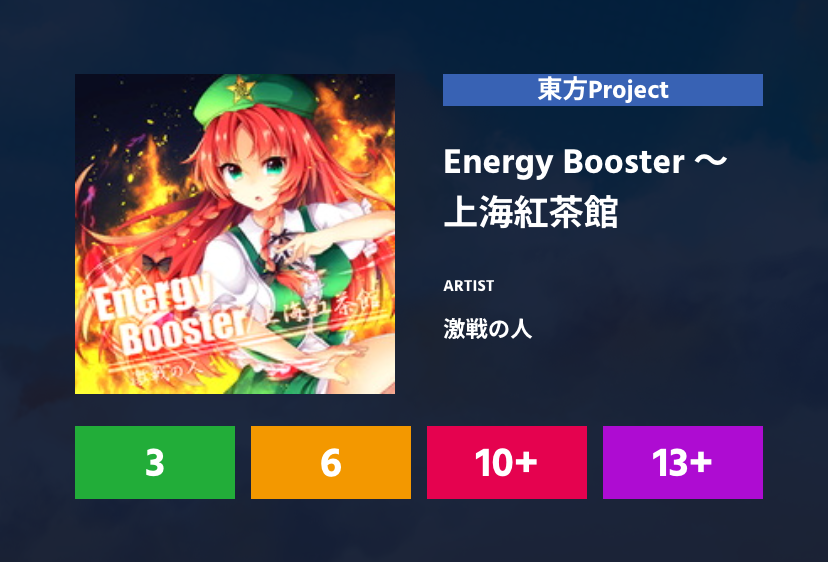 東方Project
Energy Booster ～
上海紅茶館
ARTIST
激戦の人
Energy
Booster 上海紅茶館
激戦の人
3
6
10+
13+